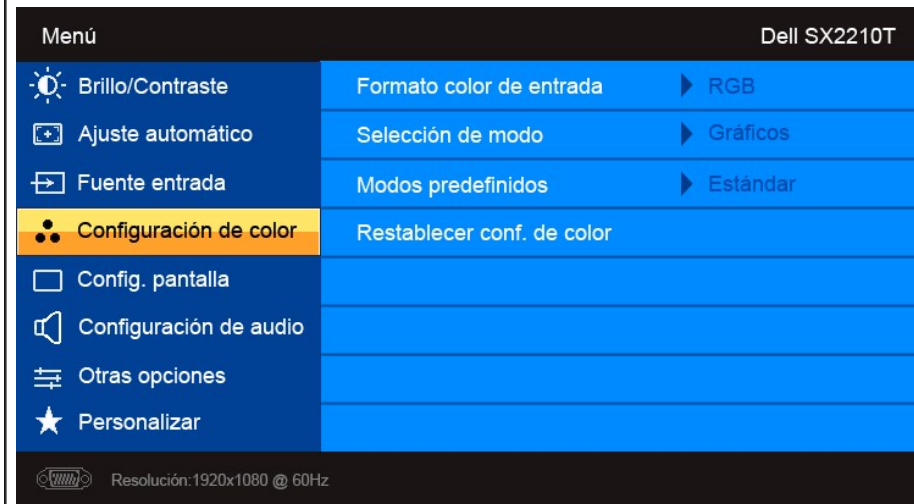 Menú Dell SX2210T
Brillo/Contraste Formato color de entrada RGB
Ajuste automático Selección de modo Gráficos
Fuente entrada Modos predefinidos Estándar
Configuración de color Restablecer conf. de color
Config. pantalla
Configuración de audio
Otras opciones
Personalizar
Resolución:1920x1080 @ 60Hz